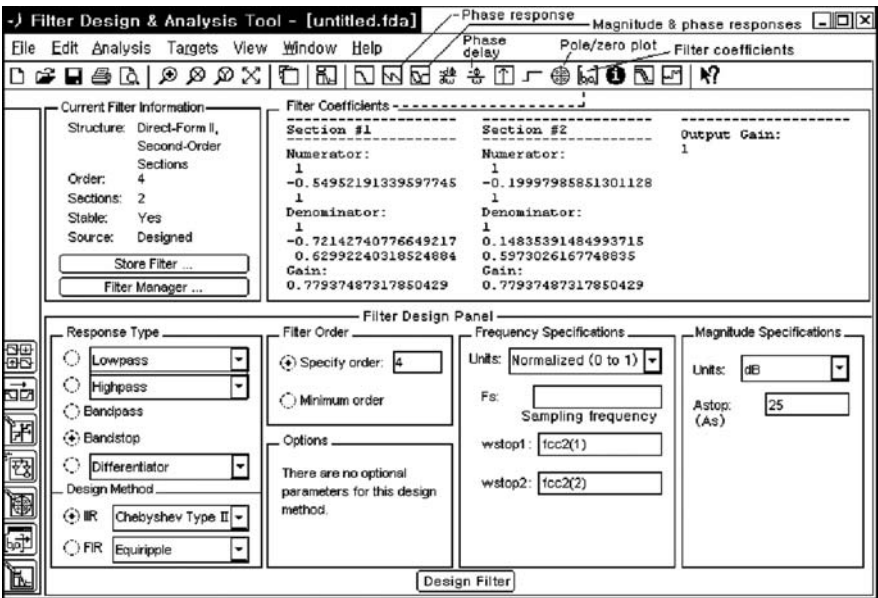 Filter Design & Analysis Tool - [untitled.fda]
Phase response
Magnitude & phase responses
File Edit Analysis Targets View Window Help
Phase delay
Pole/zero plot
Filter coefficients
Current Filter Information
Structure: Direct-Form II,
Second-Order
Sections
Order: 4
Sections: 2
Stable: Yes
Source: Designed
Store Filter ...
Filter Manager ...
Filter Coefficients
Section #1
Numerator:
1
-0.54952191339597745
1
Denominator:
1
-0.72142740776649217
0.62992240318524884
Gain:
0.77937487317850429
Section #2
Numerator:
1
-0.19997985851301128
1
Denominator:
1
0.14835391484993715
0.5973026167748835
Gain:
0.77937487317850429
Output Gain:
1
Filter Design Panel
Response Type
Lowpass
Highpass
Bandpass
Bandstop
Differentiator
Design Method
IIR Chebyshev Type II
FIR Equiripple
Filter Order
Specify order: 4
Minimum order
Options
There are no optional
parameters for this design
method.
Frequency Specifications
Units: Normalized (0 to 1)
Fs:
Sampling frequency
wstop1: fcc2(1)
wstop2: fcc2(2)
Magnitude Specifications
Units: dB
Astop: 25
(As)
Design Filter